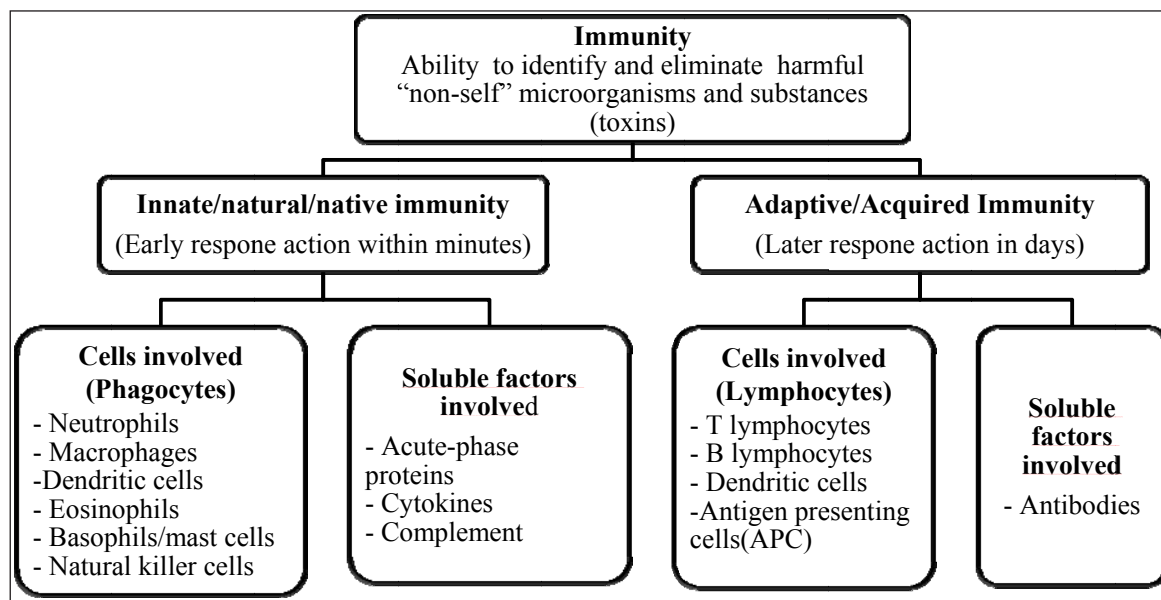 Immunity
Ability to identify and eliminate harmful
“non-self” microorganisms and substances
(toxins)
Innate/natural/native immunity
(Early respone action within minutes)
Adaptive/Acquired Immunity
(Later respone action in days)
Cells involved
(Phagocytes)
- Neutrophils
- Macrophages
-Dendritic cells
- Eosinophils
- Basophils/mast cells
- Natural killer cells
Soluble factors
involved
- Acute-phase
proteins
- Cytokines
- Complement
Cells involved
(Lymphocytes)
- T lymphocytes
- B lymphocytes
- Dendritic cells
-Antigen presenting
cells(APC)
Soluble
factors
involved
- Antibodies